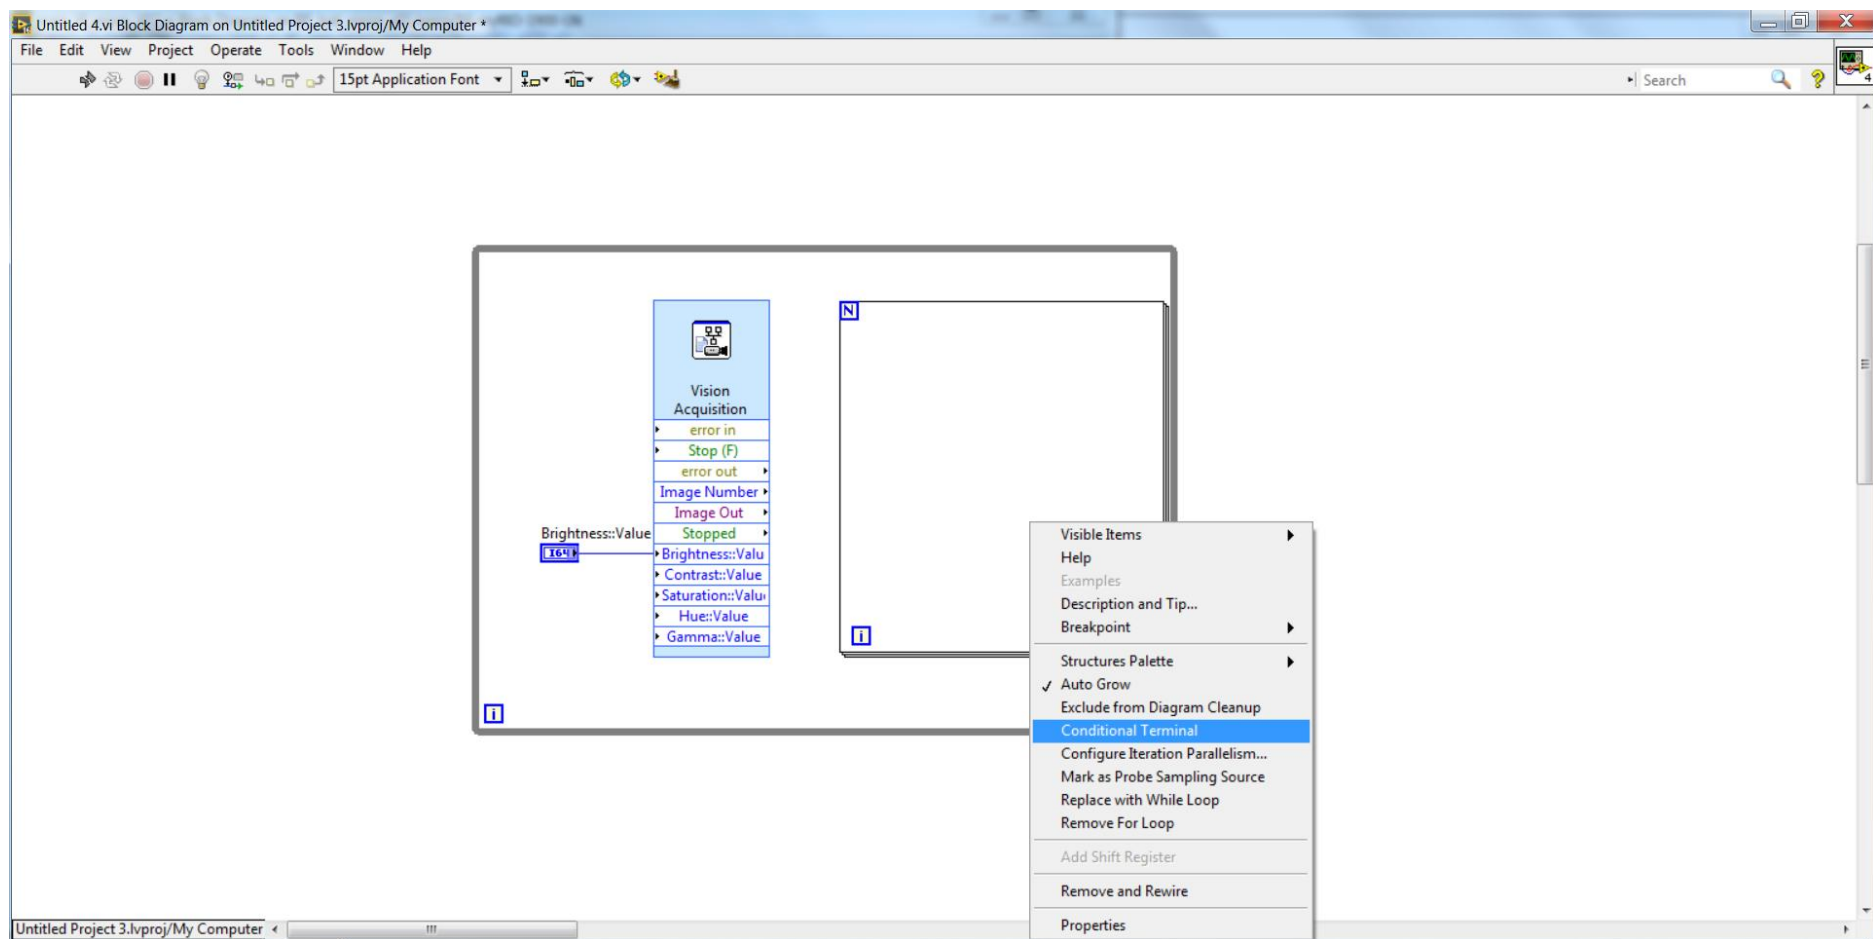 Untitled 4.vi Block Diagram on Untitled Project 3.lvproj/My Computer *
File Edit View Project Operate Tools Window Help
15pt Application Font
Search
4
N
Vision
Acquisition
error in
Stop (F)
error out
Image Number
Image Out
Brightness::Value
Stopped
I64
Brightness::Valu
Contrast::Value
Saturation::Valu
Hue::Value
Gamma::Value
i
i
Visible Items
Help
Examples
Description and Tip...
Breakpoint
Structures Palette
Auto Grow
Exclude from Diagram Cleanup
Conditional Terminal
Configure Iteration Parallelism...
Mark as Probe Sampling Source
Replace with While Loop
Remove For Loop
Add Shift Register
Remove and Rewire
Properties
Untitled Project 3.lvproj/My Computer